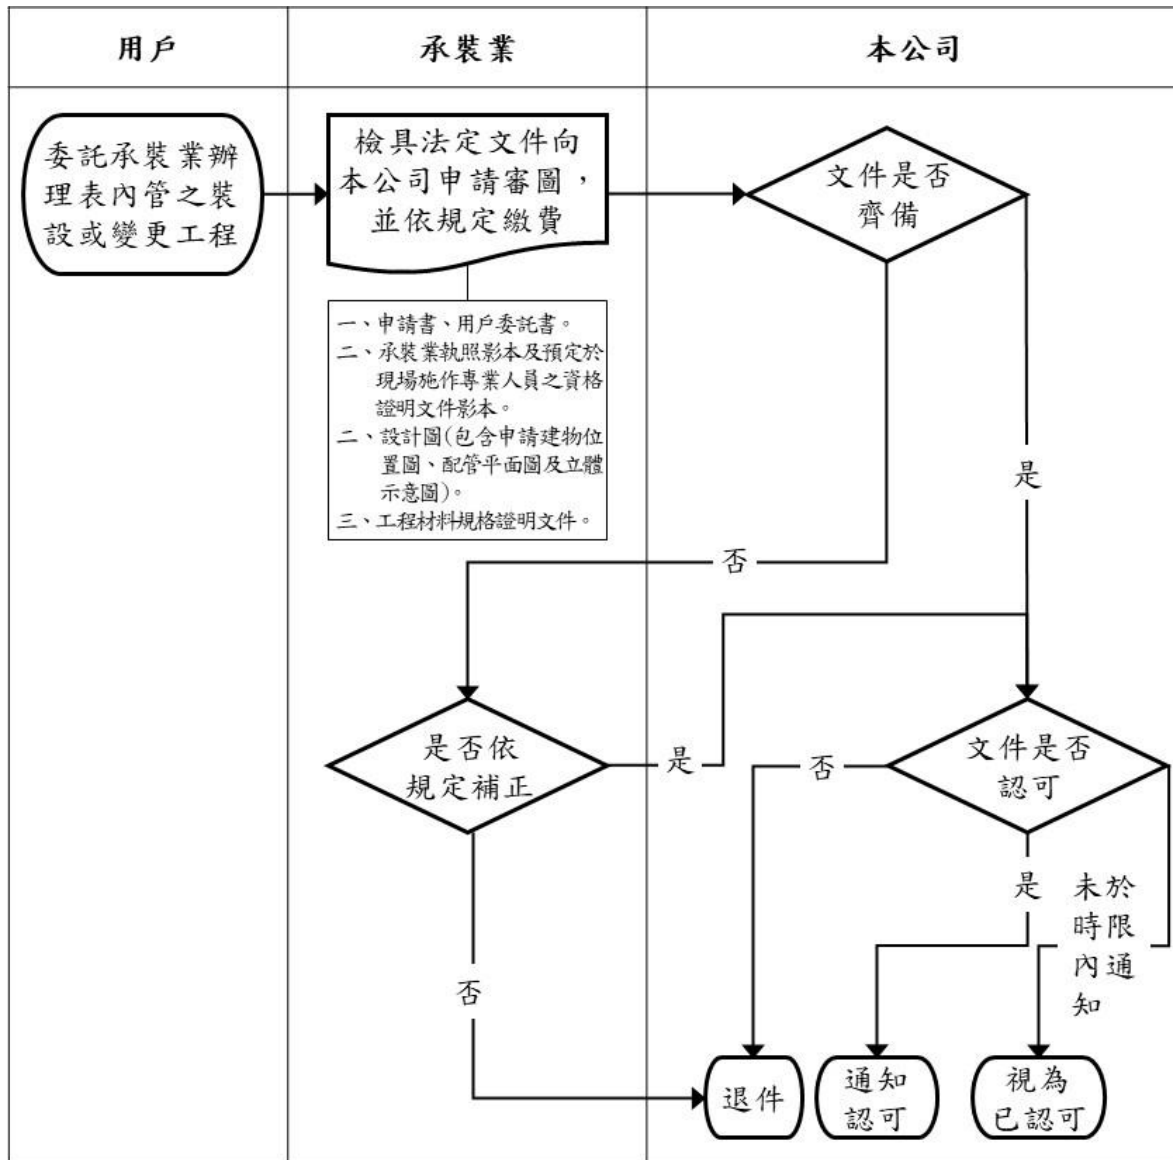 用戶
承裝業
本公司
委託承裝業辦
理表內管之裝
設或變更工程
檢具法定文件向
本公司申請審圖，
並依規定繳費
文件是否
齊備
一、申請書、用戶委託書。
二、承裝業執照影本及預定於
現場施作專業人員之資格
證明文件影本。
二、設計圖(包含申請建物位
置圖、配管平面圖及立體
示意圖)。
三、工程材料規格證明文件。
是
否
是否依
規定補正
是
文件是否
認可
否
是
未於
時限
內通
知
否
退件
通知
認可
視為
已認可